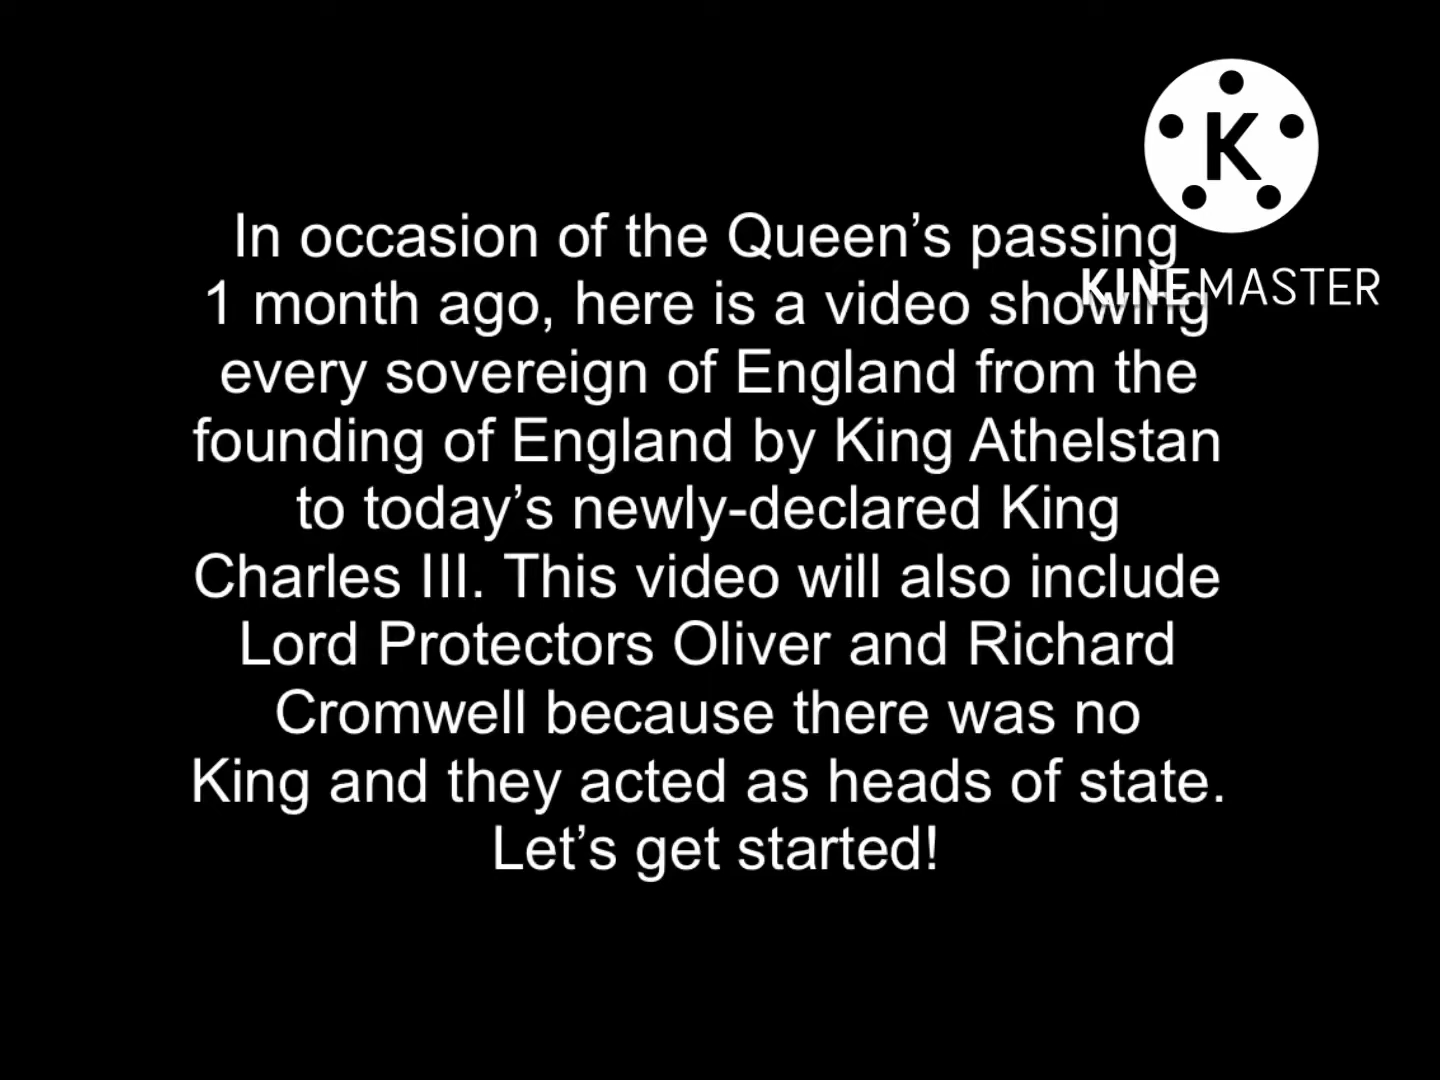 In occasion of the Queen’s passing
1 month ago, here is a video showing
every sovereign of England from the
founding of England by King Athelstan
to today’s newly-declared King
Charles III. This video will also include
Lord Protectors Oliver and Richard
Cromwell because there was no
King and they acted as heads of state.
Let’s get started!
K
KINEMASTER